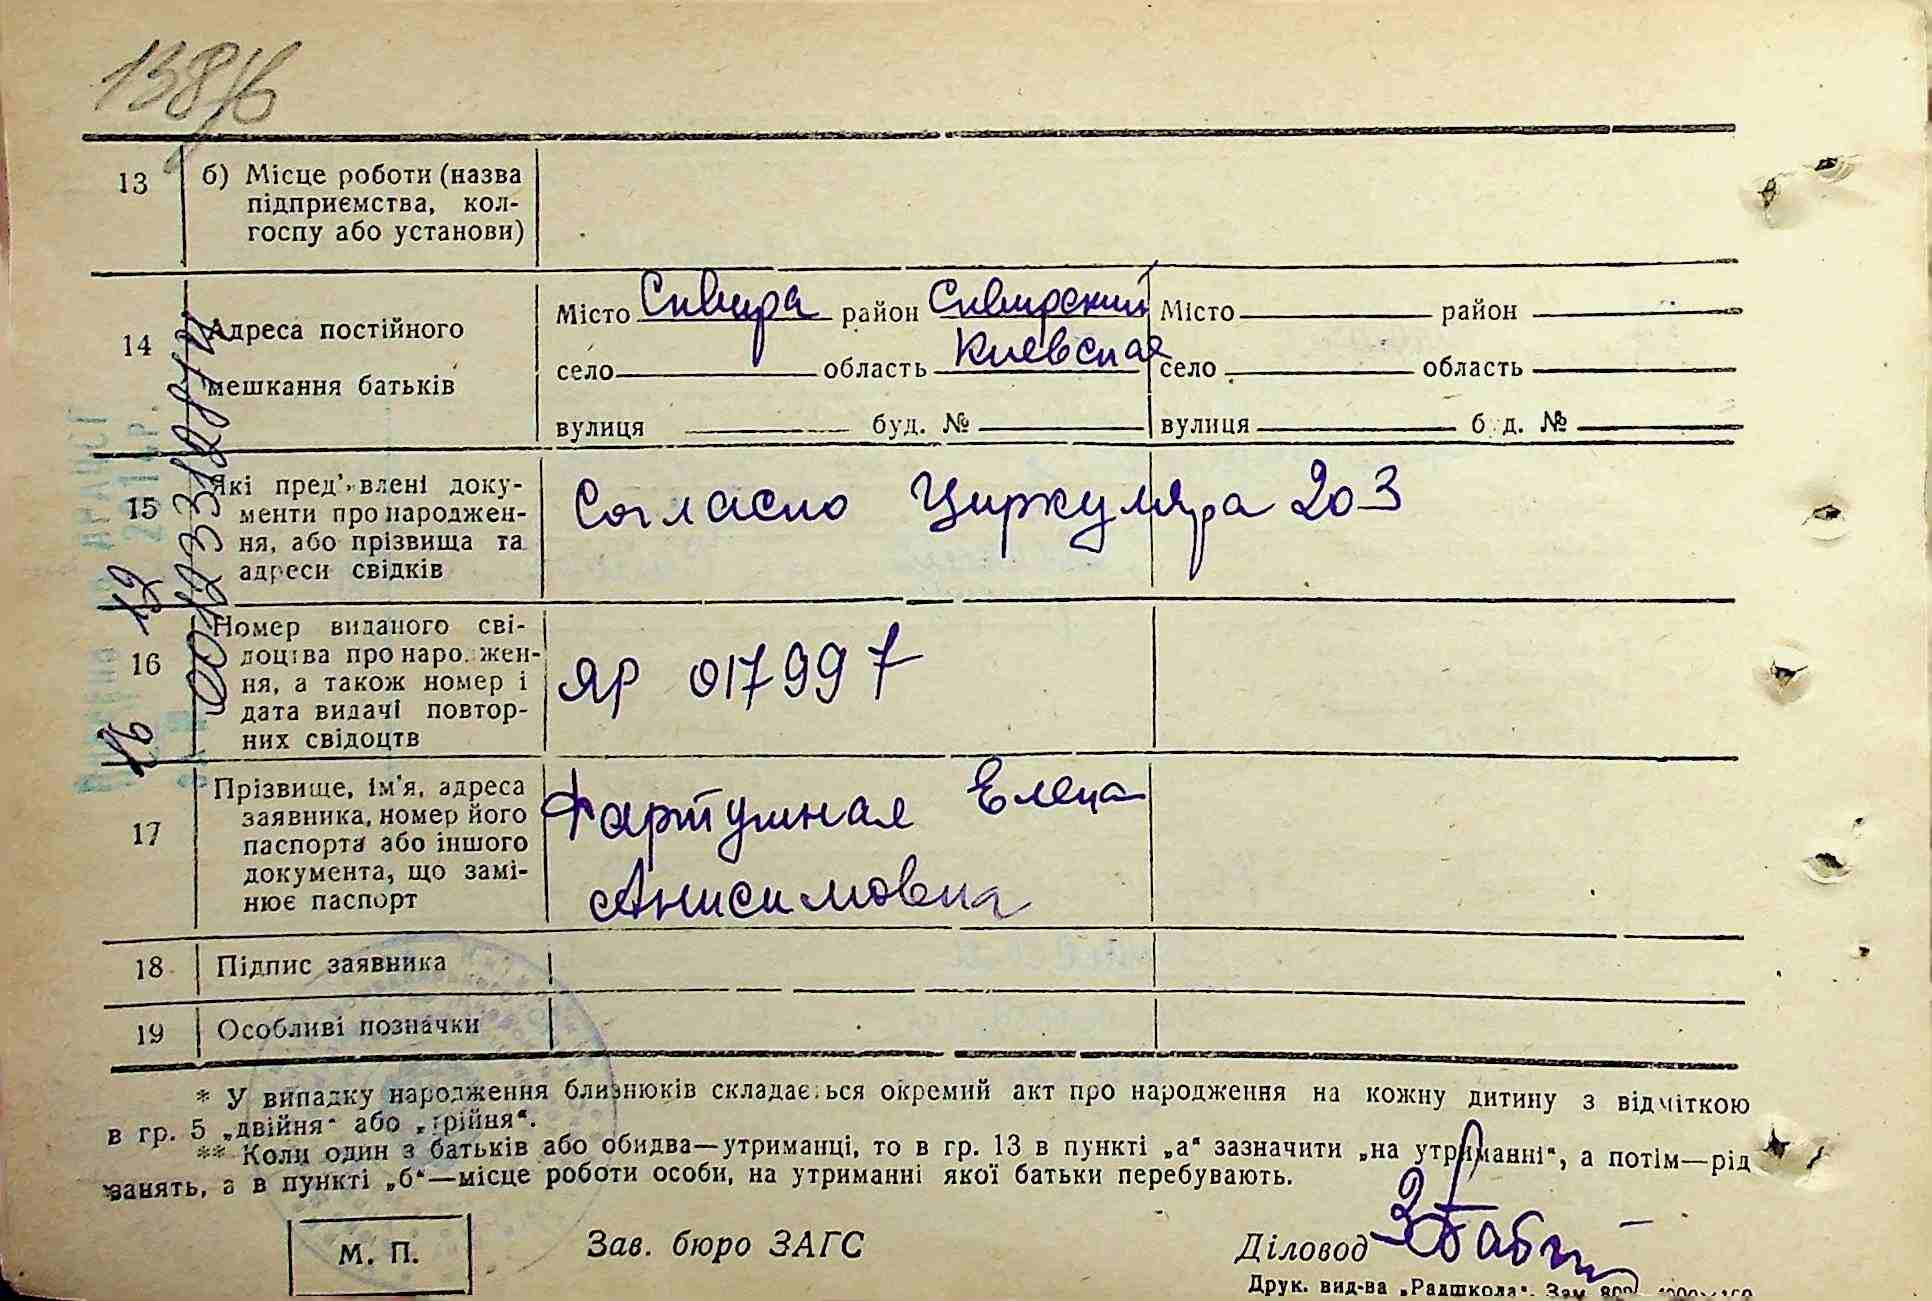 13 б) Місце роботи (назва
підприємства, кол-
госпу або установи)
14 Адреса постійного
мешкання батьків
Місто Сквира район Сквирский
село область Киевская
вулиця буд. №
Місто район
село область
вулиця буд. №
15 Які пред'явлені доку-
менти про народжен-
ня, або прізвища та
адреси свідків
Согласно Циркуляра 203
16 Номер виданого сві-
доцтва про народжен-
ня, а також номер і
дата видачі повтор-
них свідоцтв
ЯР 017997
17 Прізвище, ім'я, адреса
заявника, номер його
паспорта або іншого
документа, що замі-
нює паспорт
Фартушная Елена
Анисимовна
18 Підпис заявника
19 Особливі позначки
* У випадку народження близнюків складається окремий акт про народження на кожну дитину з відміткою
в гр. 5 „двійня“ або „трійня“.
** Коли один з батьків або обидва—утриманці, то в гр. 13 в пункті „а“ зазначити „на утриманні“, а потім—рід
занять, а в пункті „б“—місце роботи особи, на утриманні якої батьки перебувають.
М. П.
Зав. бюро ЗАГС
Діловод
Друк. вид-ва „Радшкола“. Зам.